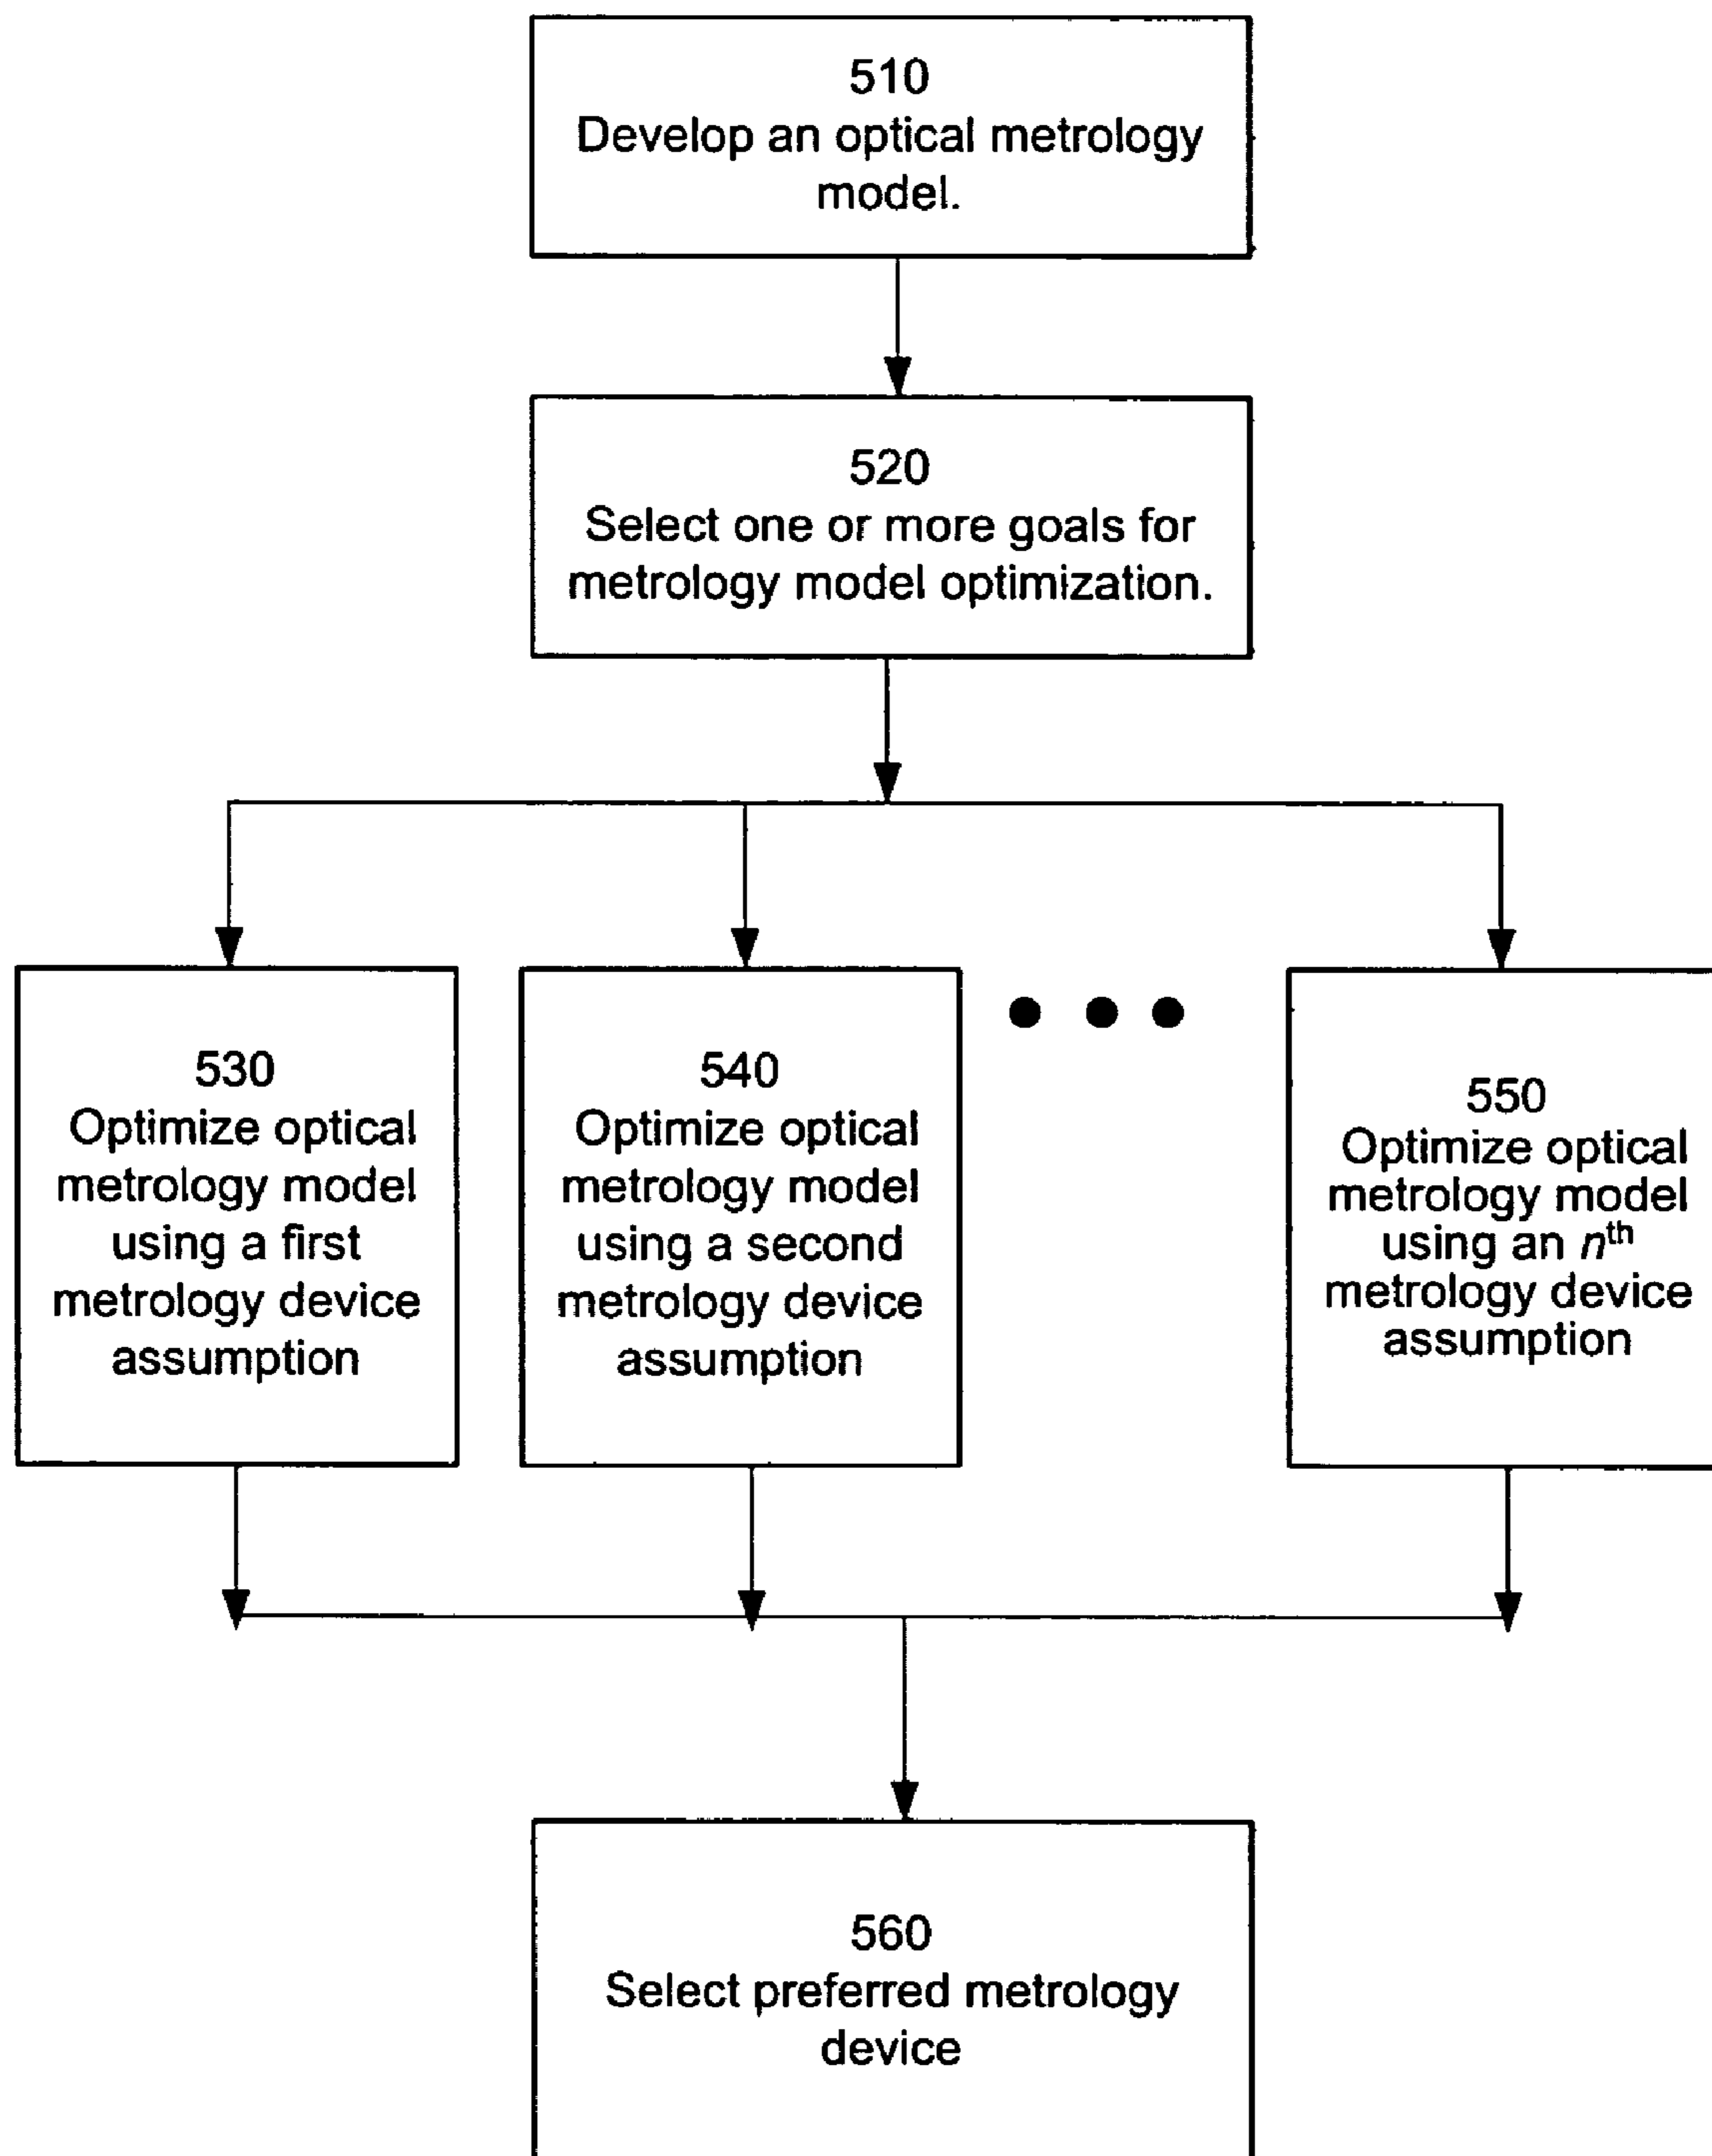 510
Develop an optical metrology
model.
520
Select one or more goals for
metrology model optimization.
530
Optimize optical
metrology model
using a first
metrology device
assumption
540
Optimize optical
metrology model
using a second
metrology device
assumption
550
Optimize optical
metrology model
using an nth
metrology device
assumption
560
Select preferred metrology
device